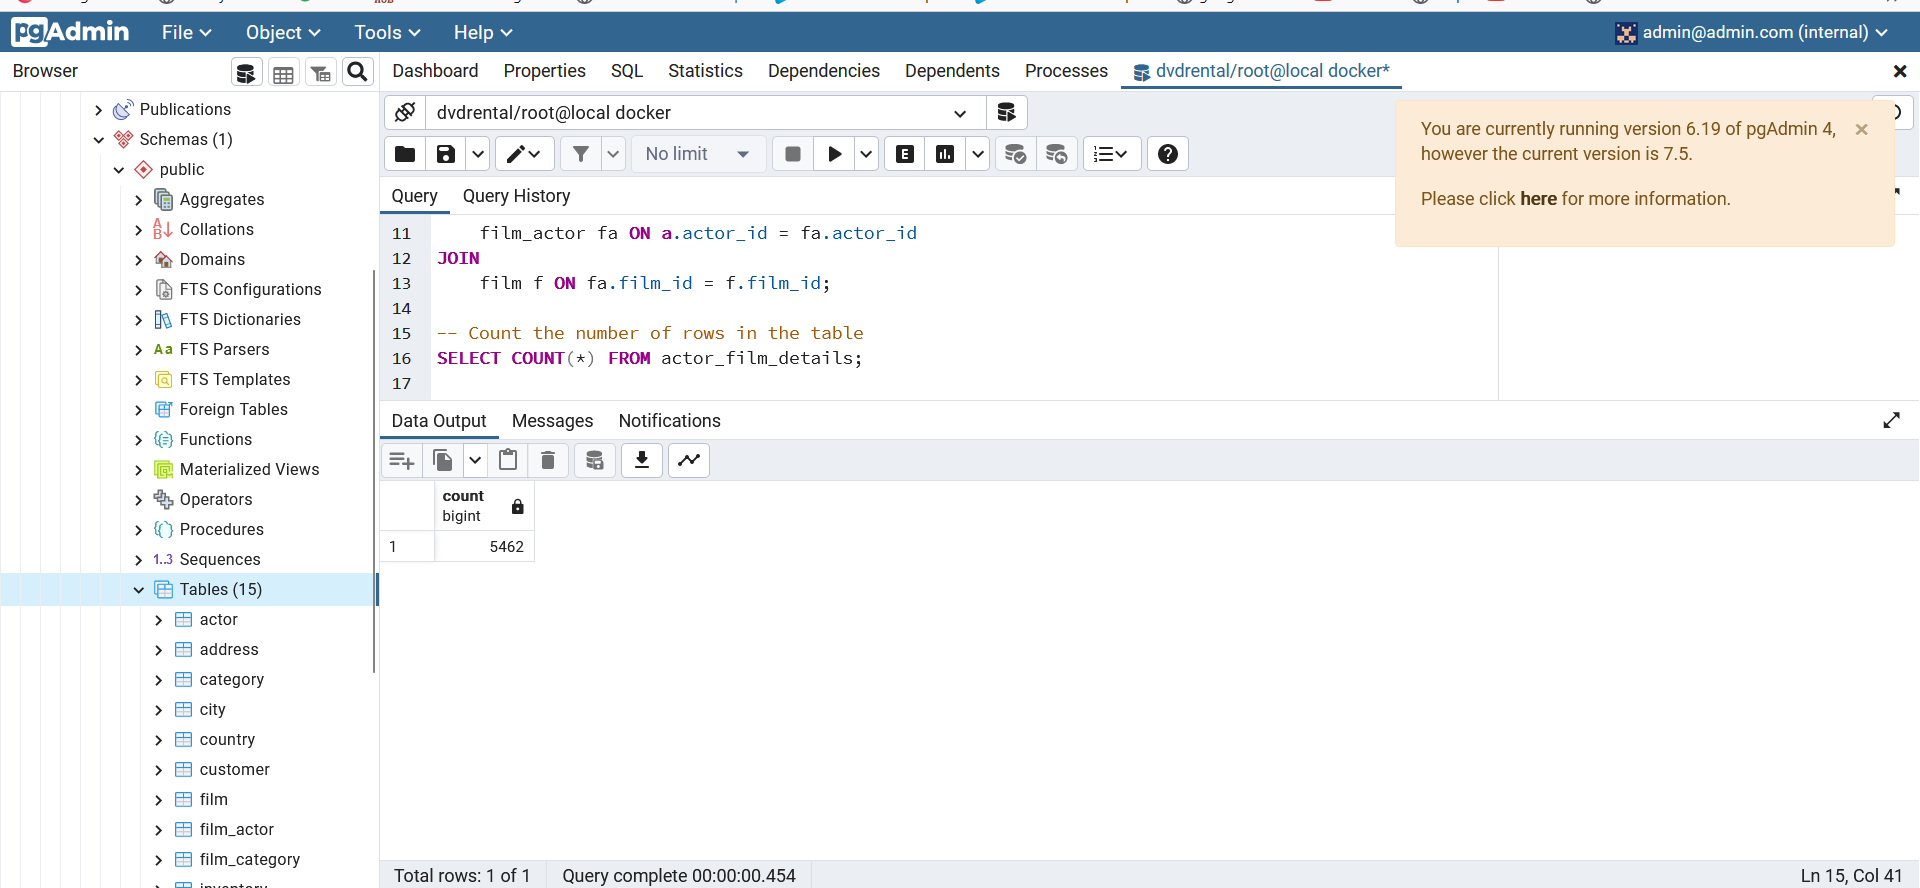 pgAdmin File Object Tools Help admin@admin.com (internal)
Browser
Dashboard Properties SQL Statistics Dependencies Dependents Processes dvdrental/root@local docker*
Publications
Schemas (1)
public
Aggregates
Collations
Domains
FTS Configurations
FTS Dictionaries
Aa FTS Parsers
FTS Templates
Foreign Tables
Functions
Materialized Views
Operators
Procedures
1..3 Sequences
Tables (15)
actor
address
category
city
country
customer
film
film_actor
film_category
inventory
dvdrental/root@local docker
No limit E
You are currently running version 6.19 of pgAdmin 4,
however the current version is 7.5.
Please click here for more information.
Query Query History
11 film_actor fa ON a.actor_id = fa.actor_id
12 JOIN
13 film f ON fa.film_id = f.film_id;
14
15 -- Count the number of rows in the table
16 SELECT COUNT(*) FROM actor_film_details;
17
Data Output Messages Notifications
count
bigint
1 5462
Total rows: 1 of 1 Query complete 00:00:00.454 Ln 15, Col 41